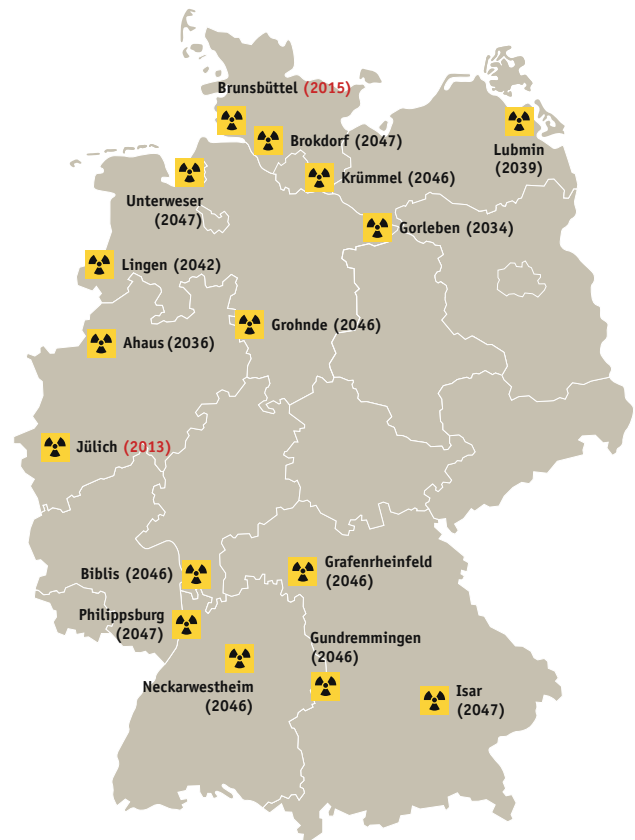 Brunsbüttel (2015)
Brokdorf (2047)
Lubmin
(2039)
Krümmel (2046)
Unterweser
(2047)
Gorleben (2034)
Lingen (2042)
Grohnde (2046)
Ahaus (2036)
Jülich (2013)
Biblis (2046)
Grafenrheinfeld
(2046)
Philippsburg
(2047)
Gundremmingen
(2046)
Neckarwestheim
(2046)
Isar
(2047)